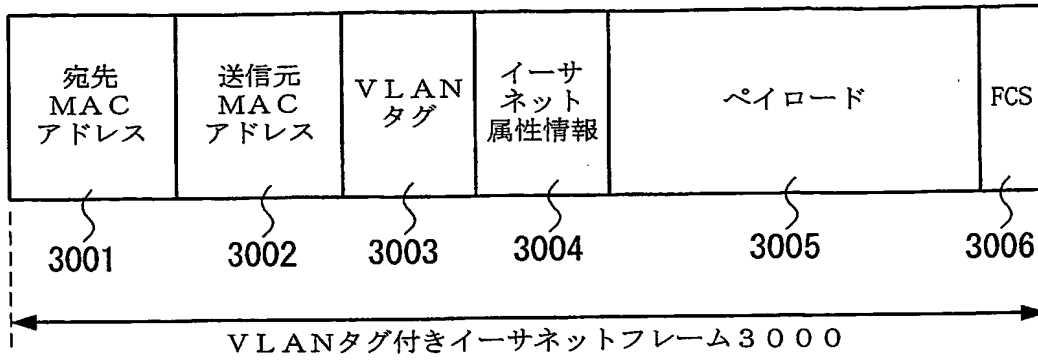 宛先
MAC
アドレス
送信元
MAC
アドレス
VLAN
タグ
イーサ
ネット
属性情報
ペイロード
FCS
3001
3002
3003
3004
3005
3006
VLANタグ付きイーサネットフレーム3000